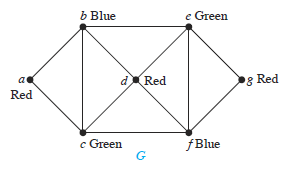 b Blue
e Green
a
Red
d Red
g Red
c Green
f Blue
G